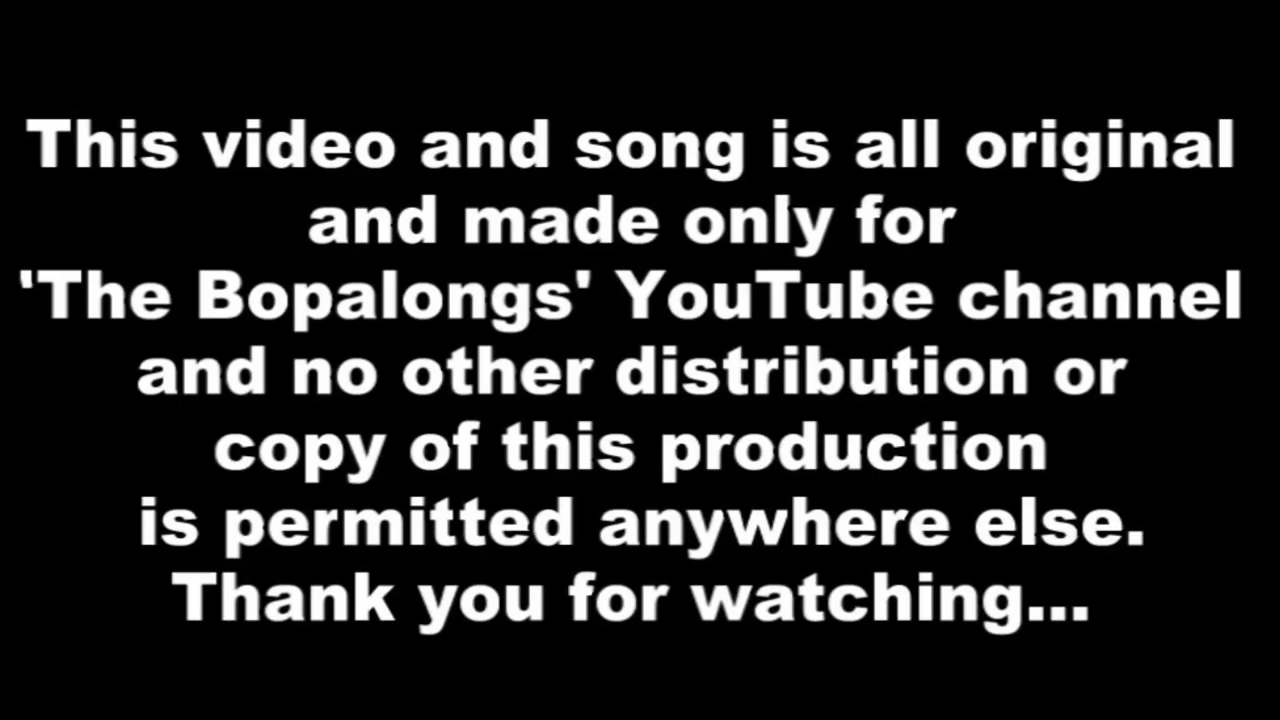 This video and song is all original
and made only for
'The Bopalongs' YouTube channel
and no other distribution or
copy of this production
is permitted anywhere else.
Thank you for watching...